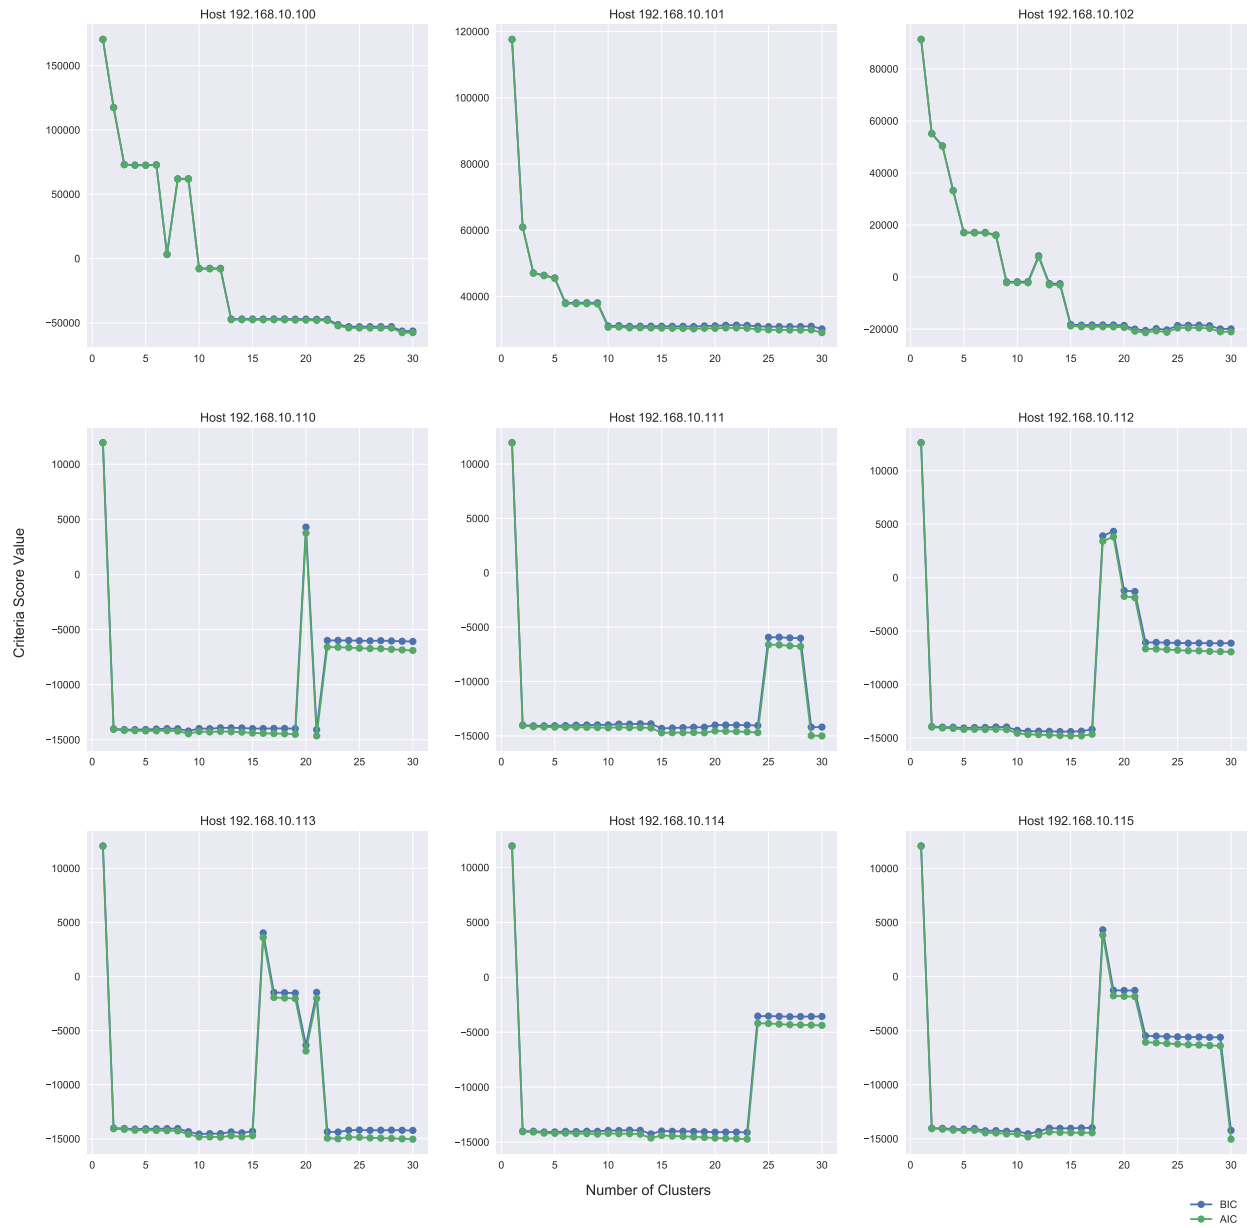 Host 192.168.10.100
Host 192.168.10.101
Host 192.168.10.102
150000
100000
50000
0
−50000
0 5 10 15 20 25 30
120000
100000
80000
60000
40000
0 5 10 15 20 25 30
80000
60000
40000
20000
0
−20000
0 5 10 15 20 25 30
Host 192.168.10.110
Host 192.168.10.111
Host 192.168.10.112
Criteria Score Value
10000
5000
0
−5000
−10000
−15000
0 5 10 15 20 25 30
10000
5000
0
−5000
−10000
−15000
0 5 10 15 20 25 30
10000
5000
0
−5000
−10000
−15000
0 5 10 15 20 25 30
Host 192.168.10.113
Host 192.168.10.114
Host 192.168.10.115
10000
5000
0
−5000
−10000
−15000
0 5 10 15 20 25 30
10000
5000
0
−5000
−10000
−15000
0 5 10 15 20 25 30
10000
5000
0
−5000
−10000
−15000
0 5 10 15 20 25 30
Number of Clusters
BIC
AIC